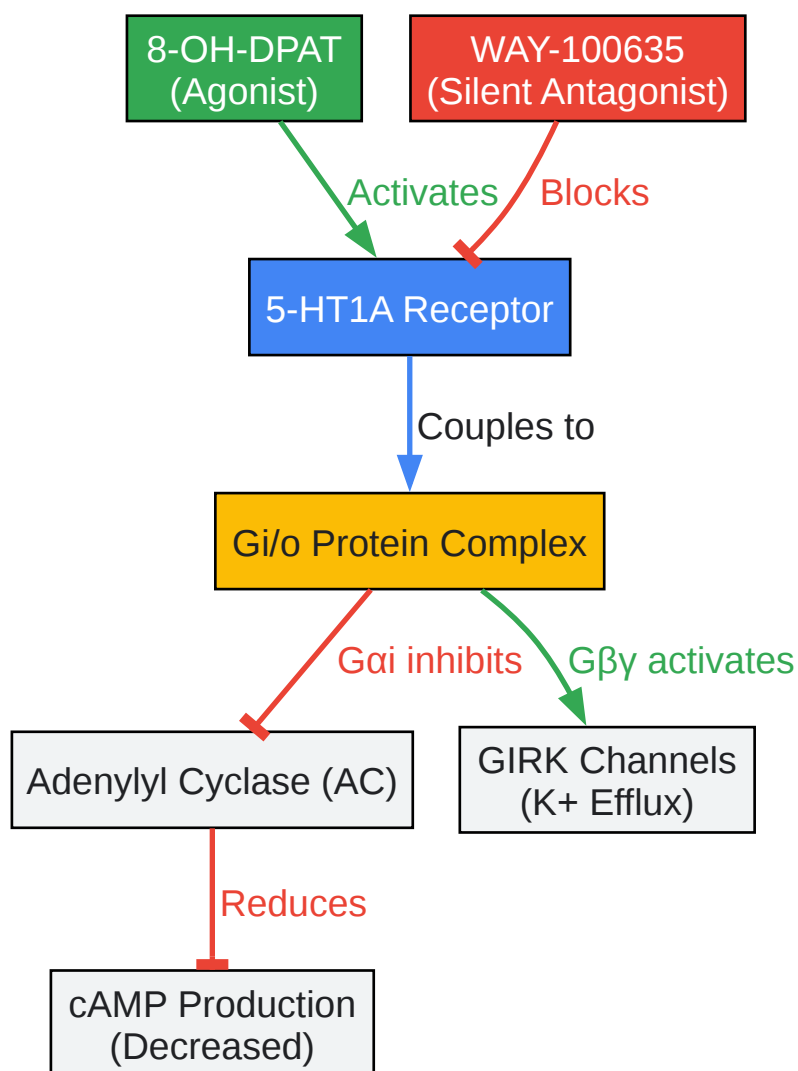 8-OH-DPAT
(Agonist)
WAY-100635
(Silent Antagonist)
Activates
Blocks
5-HT1A Receptor
Couples to
Gi/o Protein Complex
Gαi inhibits
Gβγ activates
Adenylyl Cyclase (AC)
GIRK Channels
(K+ Efflux)
Reduces
cAMP Production
(Decreased)